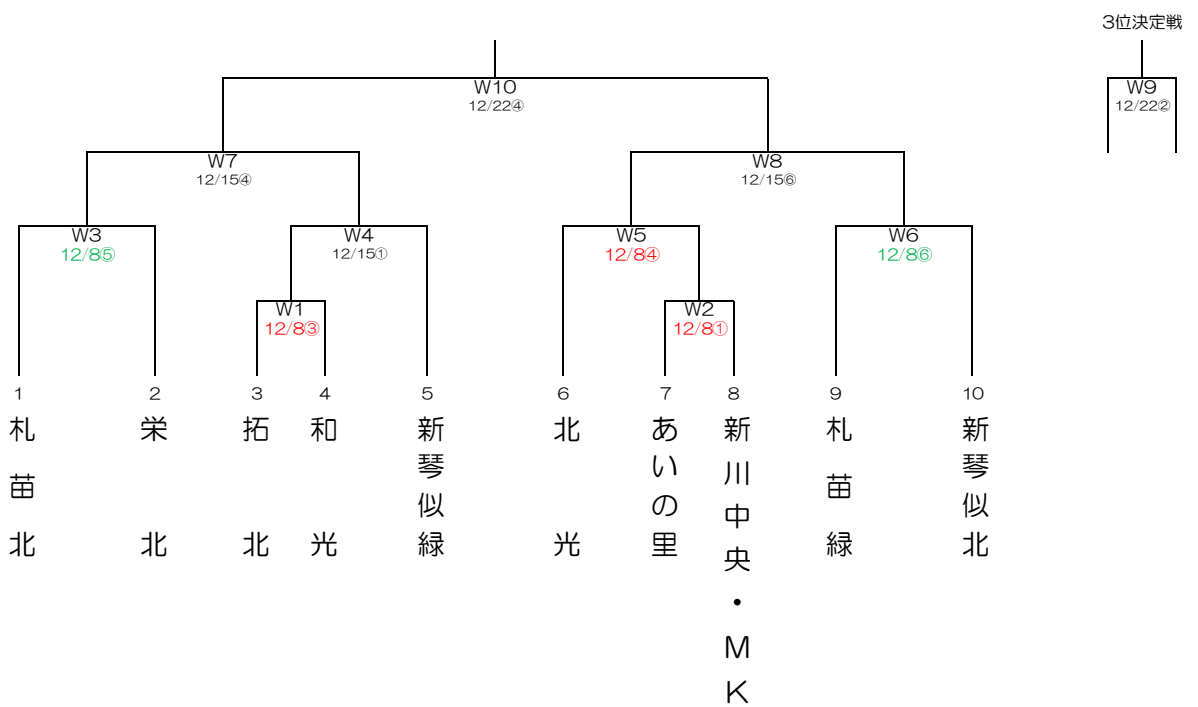 3位決定戦
W10
12/22④
W9
12/22②
W7
12/15④
W8
12/15⑥
W3
12/8⑤
W4
12/15①
W5
12/8④
W6
12/8⑥
W1
12/8③
W2
12/8①
1
2
3
4
5
6
7
8
9
10
札苗北
栄北
拓北
和光
新琴似緑
北光
あいの里
新川中央・MK
札苗緑
新琴似北